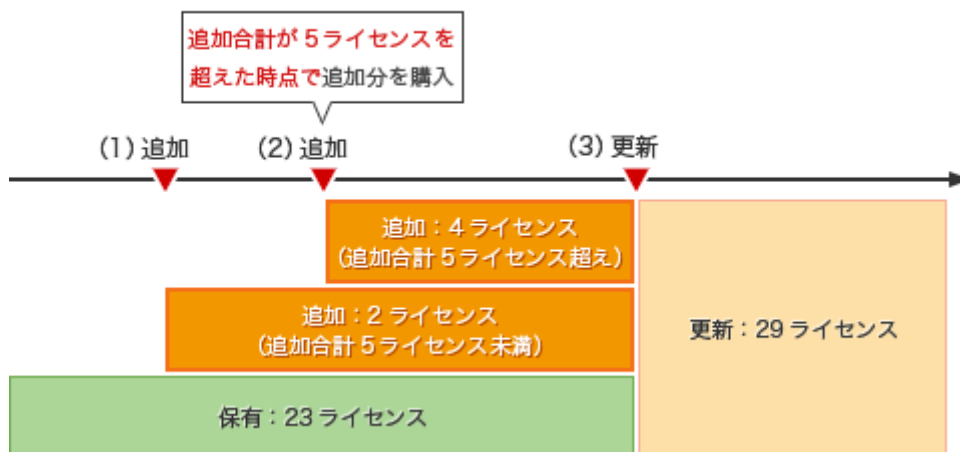 追加合計が5ライセンスを
超えた時点で追加分を購入
(1)追加
(2)追加
(3)更新
追加：4ライセンス
(追加合計5ライセンス超え)
追加：2ライセンス
(追加合計5ライセンス未満)
更新：29ライセンス
保有：23ライセンス